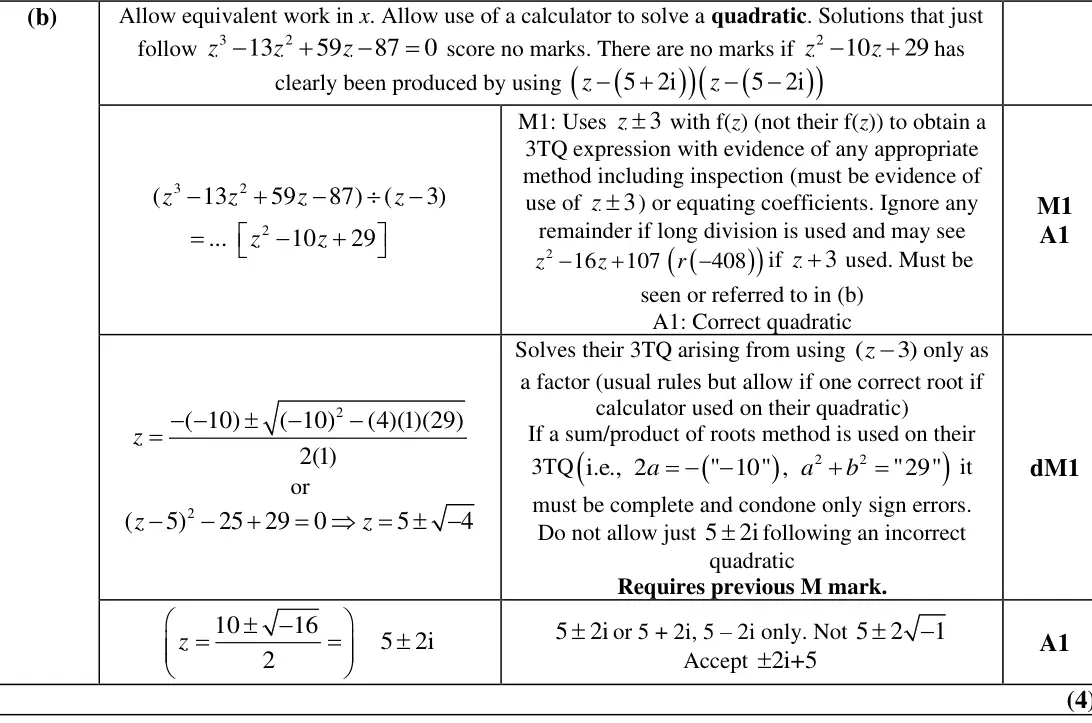 (b)
Allow equivalent work in x. Allow use of a calculator to solve a quadratic. Solutions that just
follow z³ − 13z² + 59z − 87 = 0 score no marks. There are no marks if z² − 10z + 29 has
clearly been produced by using (z − (5 + 2i))(z − (5 − 2i))
(z³ − 13z² + 59z − 87) ÷ (z − 3)
= ... [z² − 10z + 29]
M1: Uses z ± 3 with f(z) (not their f(z)) to obtain a
3TQ expression with evidence of any appropriate
method including inspection (must be evidence of
use of z ± 3) or equating coefficients. Ignore any
remainder if long division is used and may see
z² − 16z + 107 (r(−408)) if z + 3 used. Must be
seen or referred to in (b)
A1: Correct quadratic
M1
A1
z = (−(−10) ± √((−10)² − (4)(1)(29))) / 2(1)
or
(z − 5)² − 25 + 29 = 0 ⇒ z = 5 ± √−4
Solves their 3TQ arising from using (z − 3) only as
a factor (usual rules but allow if one correct root if
calculator used on their quadratic)
If a sum/product of roots method is used on their
3TQ (i.e., 2a = −("−10"), a² + b² = "29") it
must be complete and condone only sign errors.
Do not allow just 5 ± 2i following an incorrect
quadratic
Requires previous M mark.
dM1
(z = (10 ± √−16) / 2 =) 5 ± 2i
5 ± 2i or 5 + 2i, 5 – 2i only. Not 5 ± 2√−1
Accept ±2i+5
A1
(4)